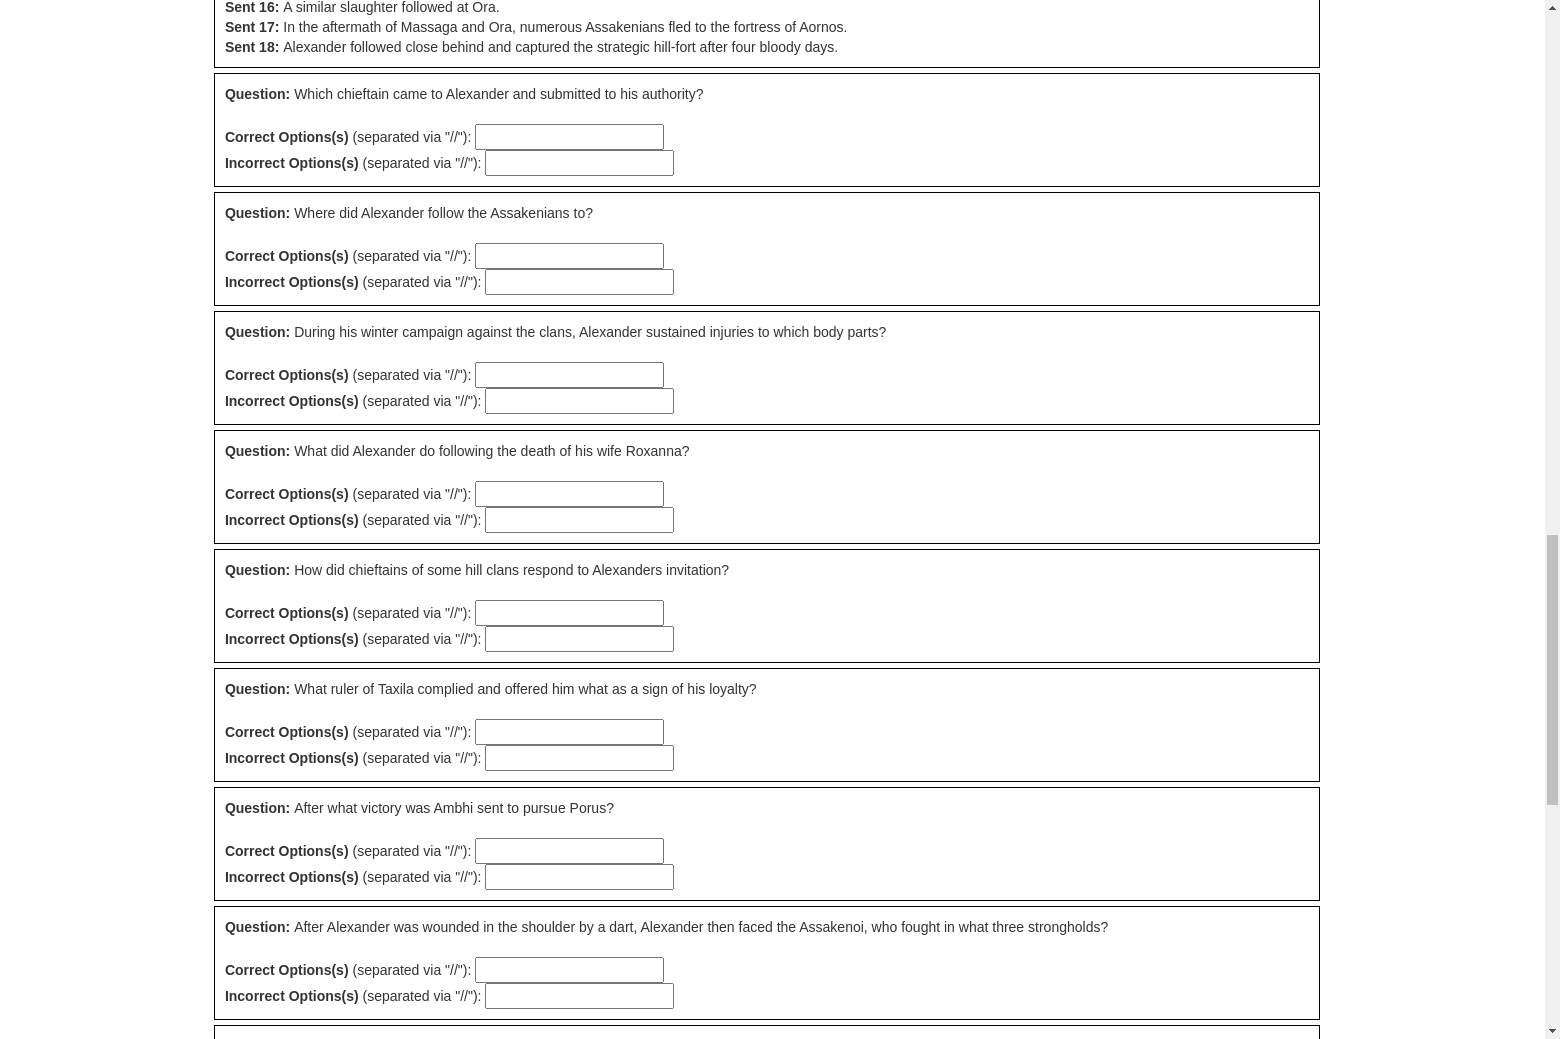 Sent 16: A similar slaughter followed at Ora.
Sent 17: In the aftermath of Massaga and Ora, numerous Assakenians fled to the fortress of Aornos.
Sent 18: Alexander followed close behind and captured the strategic hill-fort after four bloody days.
Question: Which chieftain came to Alexander and submitted to his authority?
Correct Options(s) (separated via "//"):
Incorrect Options(s) (separated via "//"):
Question: Where did Alexander follow the Assakenians to?
Correct Options(s) (separated via "//"):
Incorrect Options(s) (separated via "//"):
Question: During his winter campaign against the clans, Alexander sustained injuries to which body parts?
Correct Options(s) (separated via "//"):
Incorrect Options(s) (separated via "//"):
Question: What did Alexander do following the death of his wife Roxanna?
Correct Options(s) (separated via "//"):
Incorrect Options(s) (separated via "//"):
Question: How did chieftains of some hill clans respond to Alexanders invitation?
Correct Options(s) (separated via "//"):
Incorrect Options(s) (separated via "//"):
Question: What ruler of Taxila complied and offered him what as a sign of his loyalty?
Correct Options(s) (separated via "//"):
Incorrect Options(s) (separated via "//"):
Question: After what victory was Ambhi sent to pursue Porus?
Correct Options(s) (separated via "//"):
Incorrect Options(s) (separated via "//"):
Question: After Alexander was wounded in the shoulder by a dart, Alexander then faced the Assakenoi, who fought in what three strongholds?
Correct Options(s) (separated via "//"):
Incorrect Options(s) (separated via "//"):